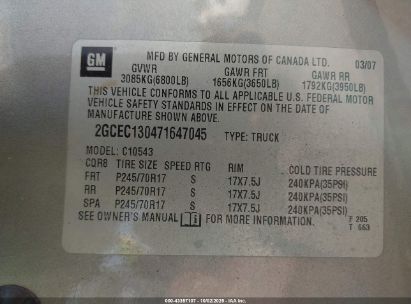 GM
MFD BY GENERAL MOTORS OF CANADA LTD. 03/07
GVWR GAWR FRT GAWR RR
3085KG(6800LB) 1656KG(3650LB) 1792KG(3950LB)
THIS VEHICLE CONFORMS TO ALL APPLICABLE U.S. FEDERAL MOTOR
VEHICLE SAFETY STANDARDS IN EFFECT ON THE DATE
OF MANUFACTURE SHOWN ABOVE.
2GCEC130471647045 TYPE: TRUCK
MODEL: C10543
CQR8 TIRE SIZE SPEED RTG RIM COLD TIRE PRESSURE
FRT P245/70R17 S 17X7.5J 240KPA(35PSI)
RR P245/70R17 S 17X7.5J 240KPA(35PSI)
SPA P245/70R17 S 17X7.5J 240KPA(35PSI)
SEE OWNER'S MANUAL FOR MORE INFORMATION. F 205
T 663